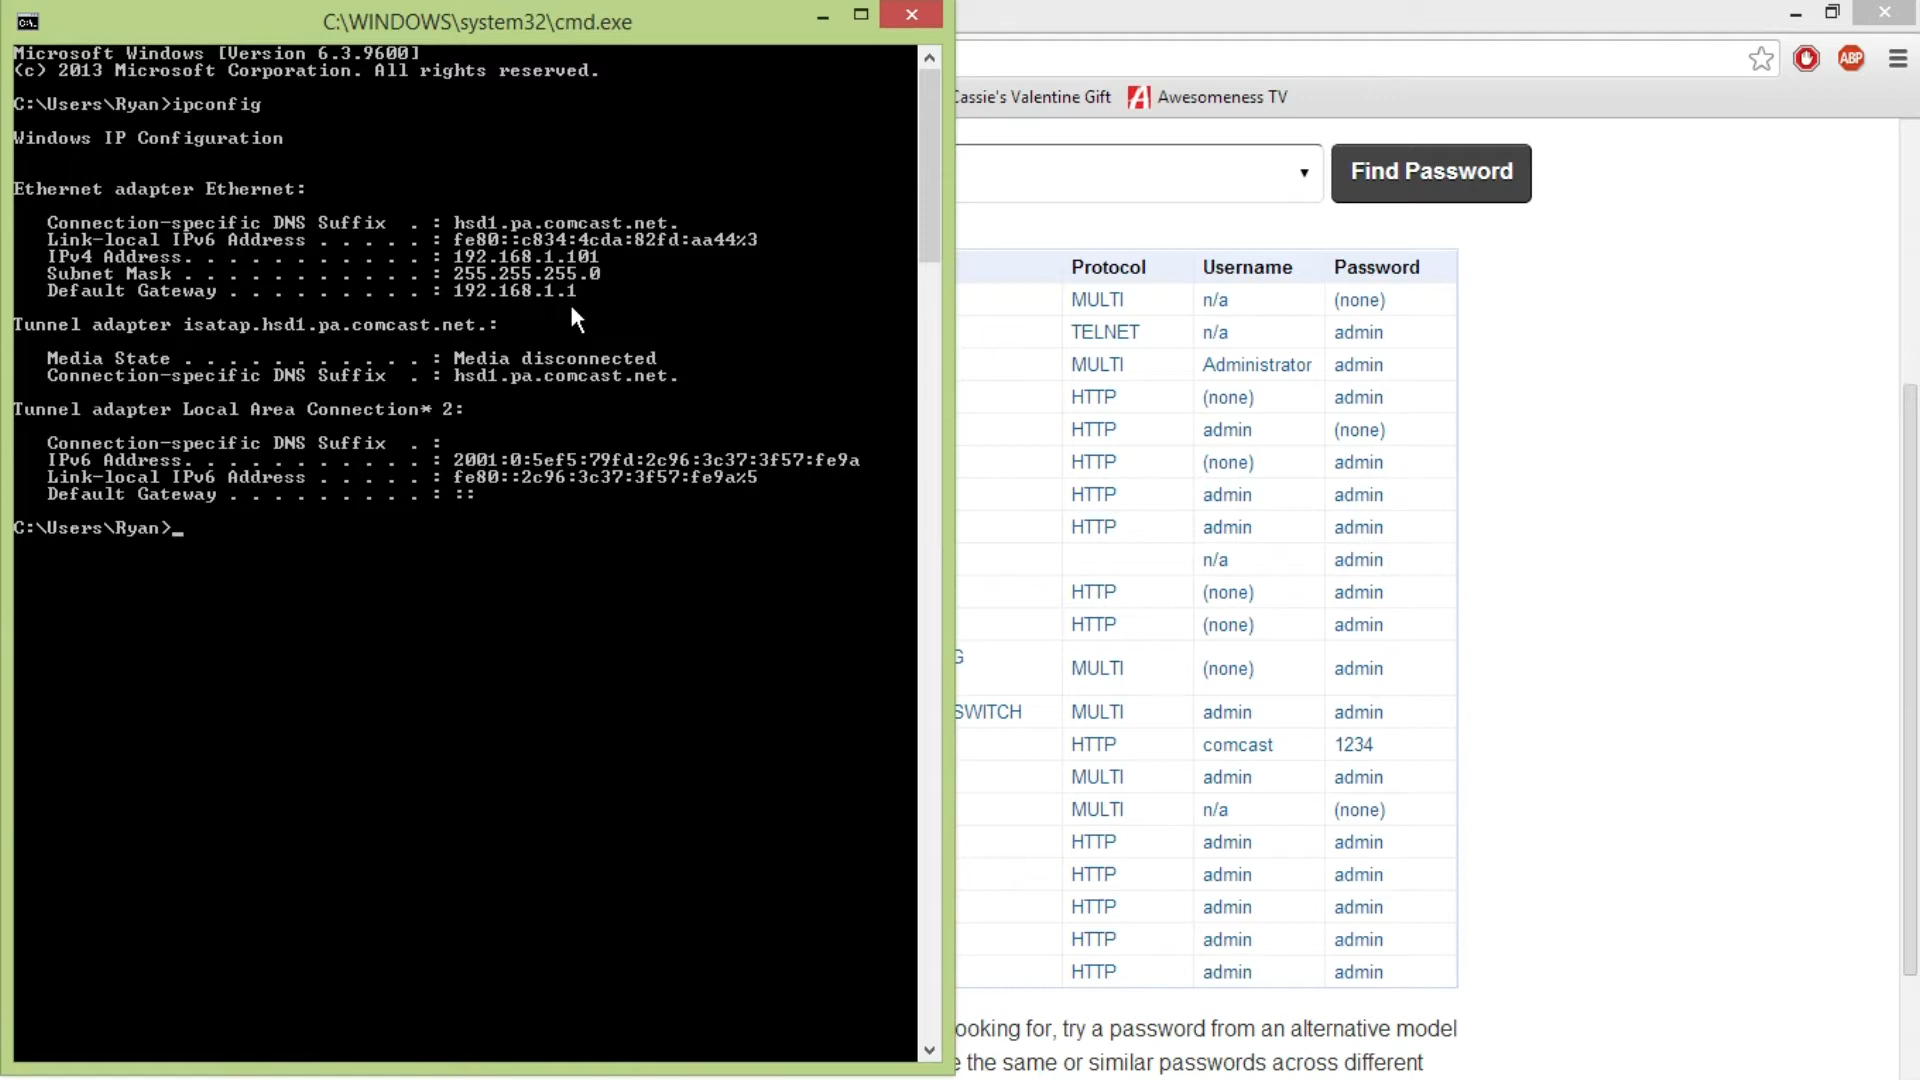 C:\WINDOWS\system32\cmd.exe
Microsoft Windows [Version 6.3.9600]
(c) 2013 Microsoft Corporation. All rights reserved.
C:\Users\Ryan>ipconfig
Windows IP Configuration
Ethernet adapter Ethernet:
Connection-specific DNS Suffix . : hsd1.pa.comcast.net.
Link-local IPv6 Address . . . . . : fe80::c834:4cda:82fd:aa44%3
IPv4 Address. . . . . . . . . . . : 192.168.1.101
Subnet Mask . . . . . . . . . . . : 255.255.255.0
Default Gateway . . . . . . . . . : 192.168.1.1
Tunnel adapter isatap.hsd1.pa.comcast.net.:
Media State . . . . . . . . . . . : Media disconnected
Connection-specific DNS Suffix . : hsd1.pa.comcast.net.
Tunnel adapter Local Area Connection* 2:
Connection-specific DNS Suffix . :
IPv6 Address. . . . . . . . . . . : 2001:0:5ef5:79fd:2c96:3c37:3f57:fe9a
Link-local IPv6 Address . . . . . : fe80::2c96:3c37:3f57:fe9a%5
Default Gateway . . . . . . . . . : ::
C:\Users\Ryan>_
ABP
Cassie's Valentine Gift Awesomeness TV
Find Password
Protocol Username Password
MULTI n/a (none)
TELNET n/a admin
MULTI Administrator admin
HTTP (none) admin
HTTP admin (none)
HTTP (none) admin
HTTP admin admin
HTTP admin admin
n/a admin
HTTP (none) admin
HTTP (none) admin
G MULTI (none) admin
SWITCH MULTI admin admin
HTTP comcast 1234
MULTI admin admin
MULTI n/a (none)
HTTP admin admin
HTTP admin admin
HTTP admin admin
HTTP admin admin
HTTP admin admin
ooking for, try a password from an alternative model
e the same or similar passwords across different